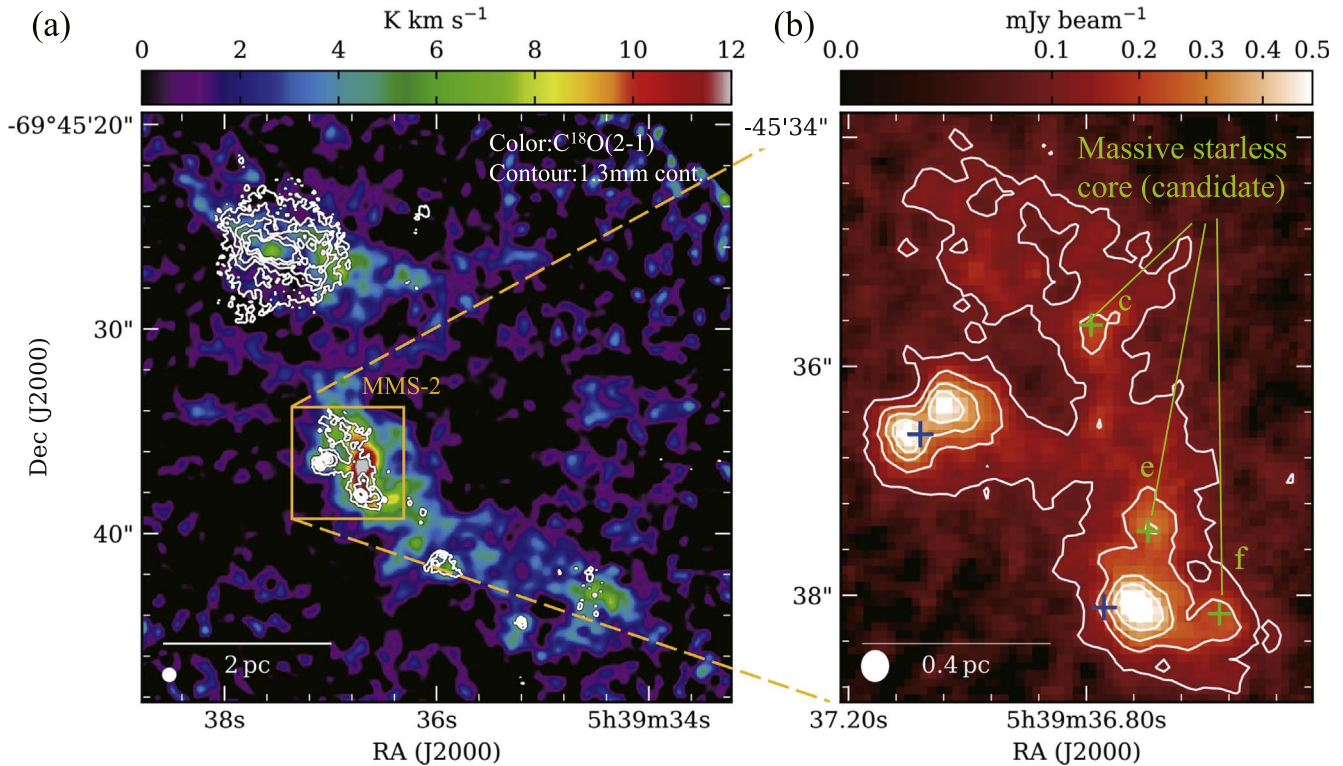 (a)
K km s⁻¹
0 2 4 6 8 10 12
-69°45'20"
30"
40"
Dec (J2000)
Color:C¹⁸O(2-1)
Contour:1.3mm cont.
MMS-2
2 pc
38s 36s 5h39m34s
RA (J2000)
(b)
mJy beam⁻¹
0.0 0.1 0.2 0.3 0.4 0.5
-45'34"
36"
38"
Massive starless
core (candidate)
c
e
f
0.4 pc
37.20s 5h39m36.80s
RA (J2000)